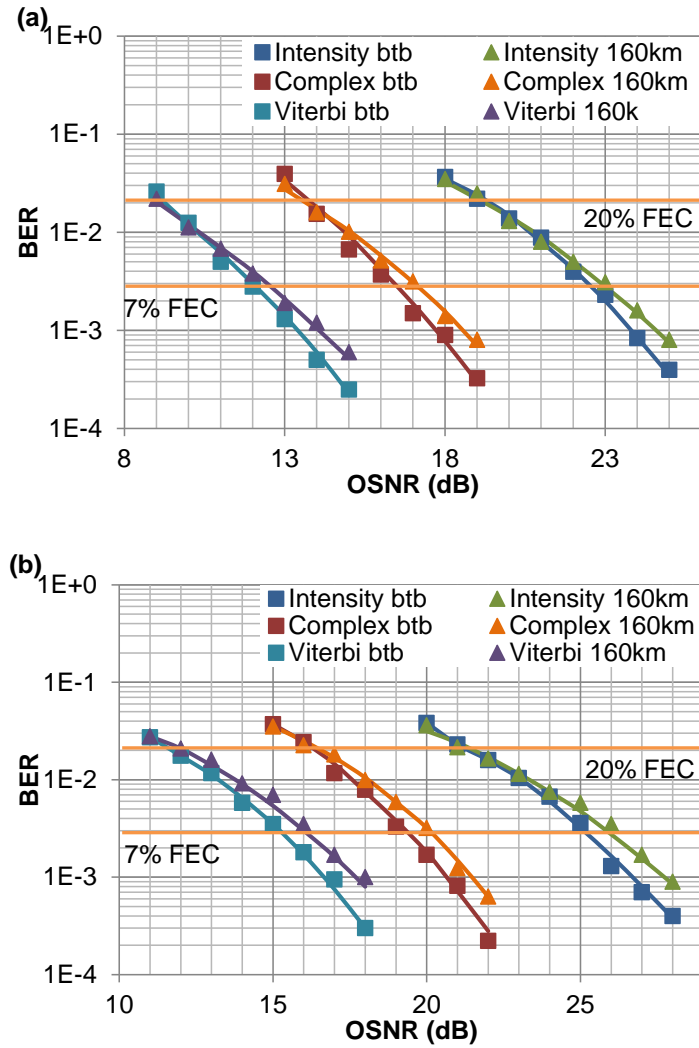 (a)
1E+0
Intensity btb
Intensity 160km
Complex btb
Complex 160km
Viterbi btb
Viterbi 160k
1E-1
20% FEC
BER
1E-2
7% FEC
1E-3
1E-4
8
13
18
23
OSNR (dB)
(b)
1E+0
Intensity btb
Intensity 160km
Complex btb
Complex 160km
Viterbi btb
Viterbi 160km
1E-1
20% FEC
BER
1E-2
7% FEC
1E-3
1E-4
10
15
20
25
OSNR (dB)